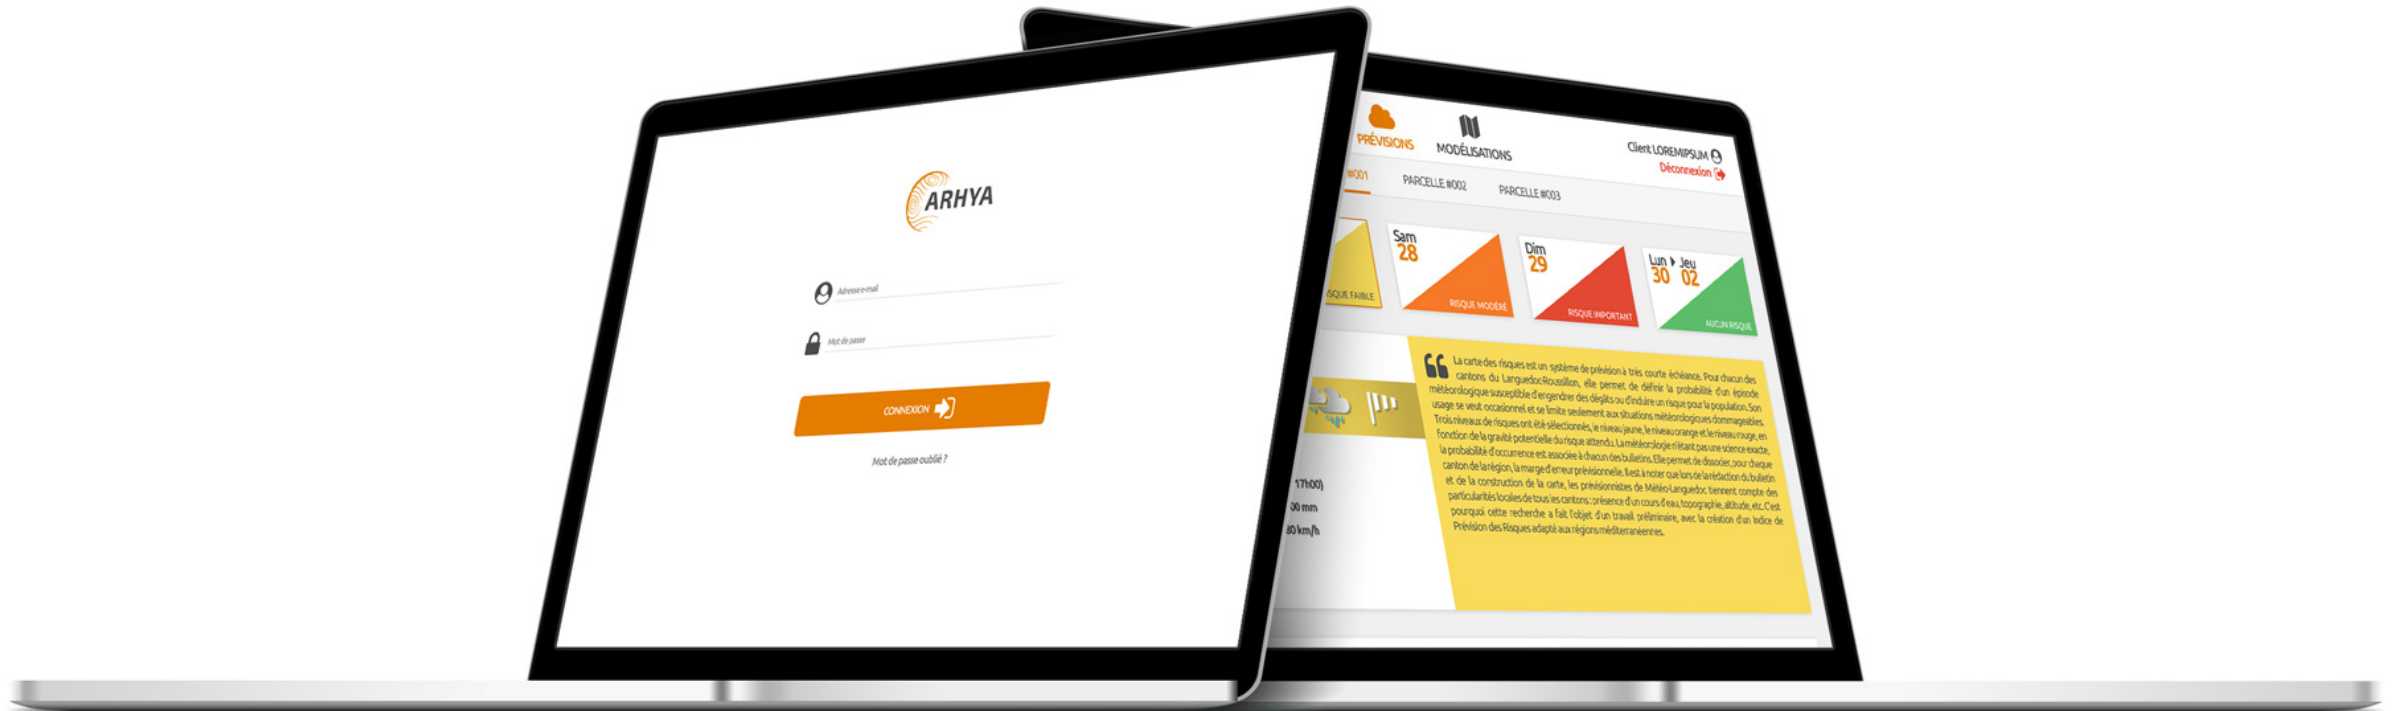 ARHYA
Adresse e-mail
Mot de passe
CONNEXION
Mot de passe oublié ?
PRÉVISIONS
MODÉLISATIONS
Client LOREMIPSUM
Déconnexion
#001
PARCELLE #002
PARCELLE #003
FAIBLE
Sam
28
RISQUE MODÉRÉ
Dim
29
RISQUE IMPORTANT
Lun Jeu
30 02
AUCUN RISQUE
La carte des risques est un système de prévision à très courte échéance. Pour chacun des
cantons du Languedoc-Roussillon, elle permet de définir la probabilité d'un épisode
météorologique susceptible d'engendrer des dégâts ou d'induire un risque pour la population. Son
usage se veut occasionnel et se limite seulement aux situations météorologiques dommageables.
Trois niveaux de risques ont été sélectionnés, le niveau jaune, le niveau orange et le niveau rouge, en
fonction de la gravité potentielle du risque attendu. La météorologie n'étant pas une science exacte,
la probabilité d'occurrence est associée à chacun des bulletins. Elle permet de dissocier, pour chaque
canton de la région, la marge d'erreur prévisionnelle. Il est à noter que lors de la rédaction du bulletin
et de la construction de la carte, les prévisionnistes de Météo-Languedoc tiennent compte des
particularités locales de tous les cantons : présence d'un cours d'eau, topographie, altitude, etc. C'est
pourquoi cette recherche a fait l'objet d'un travail préliminaire, avec la création d'un Indice de
Prévision des Risques adapté aux régions méditerranéennes.
17h00)
mm
km/h